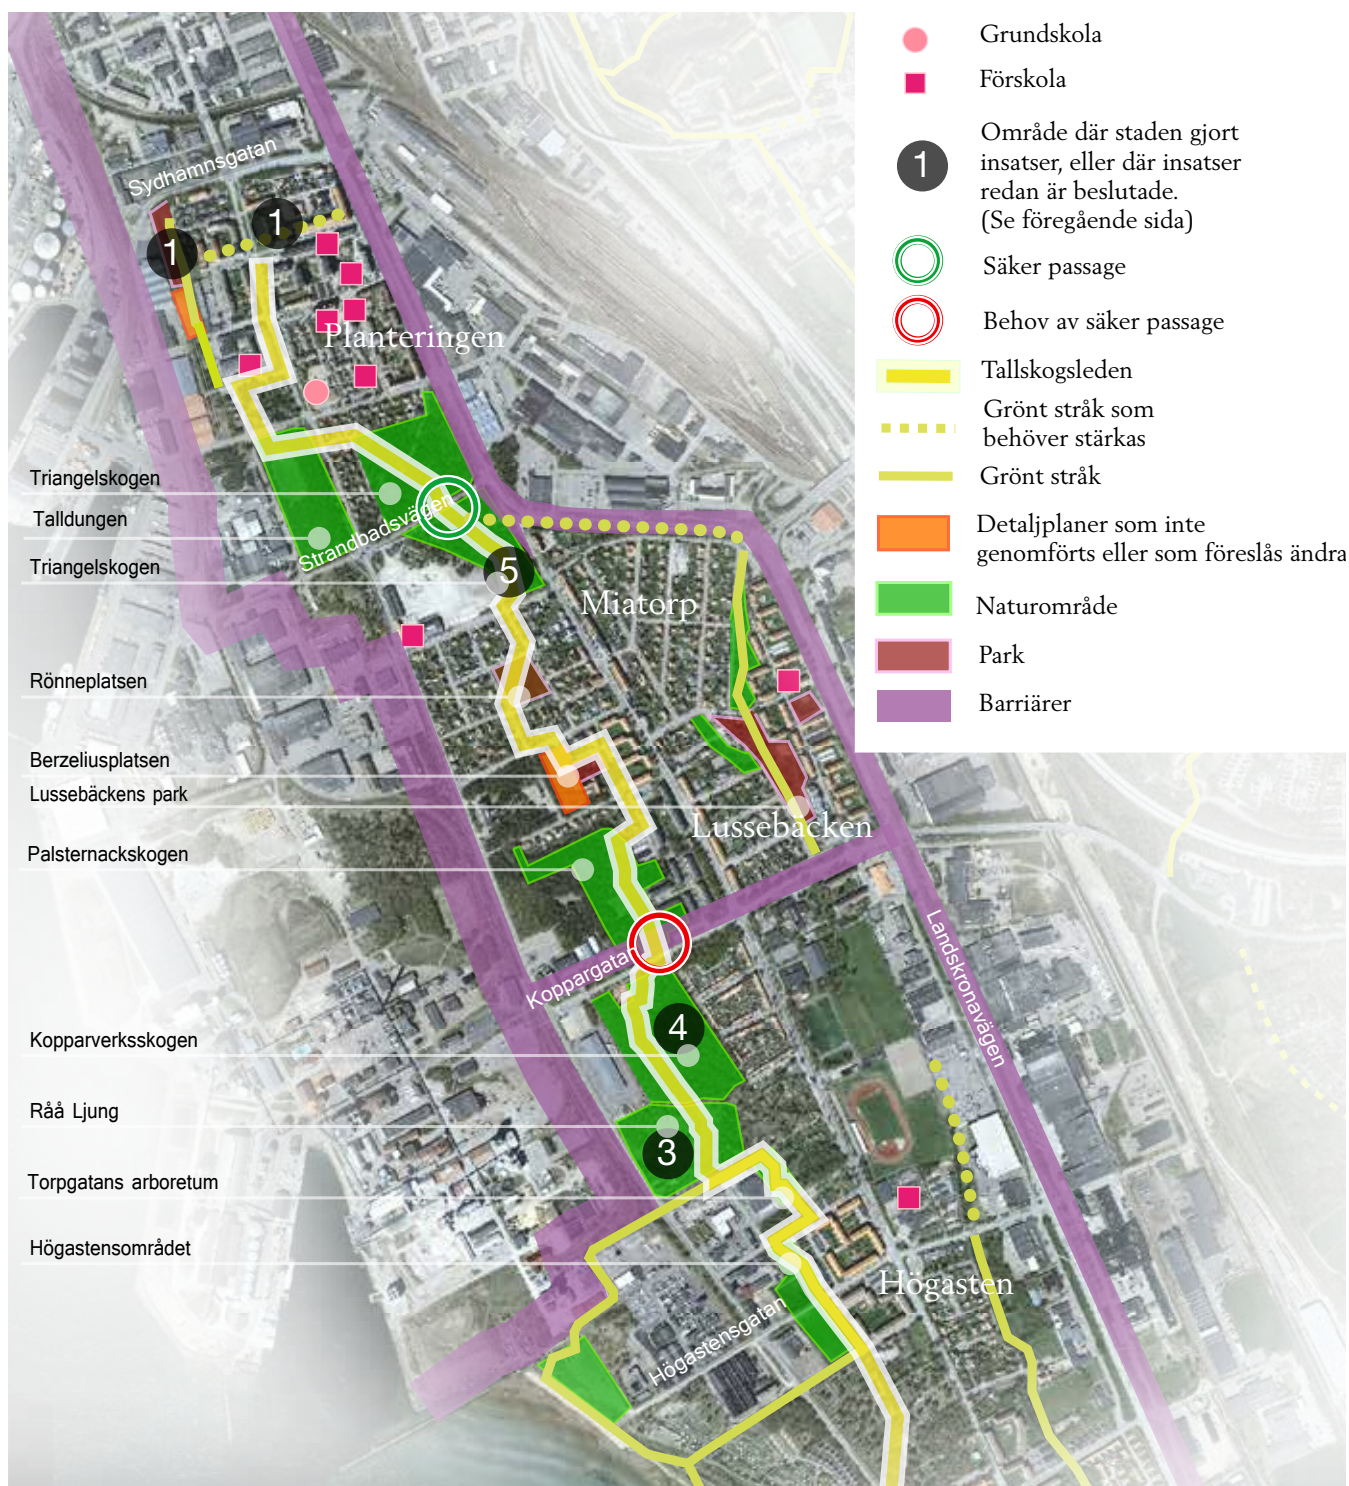 Grundskola
Förskola
1
Område där staden gjort
insatser, eller där insatser
redan är beslutade.
(Se föregående sida)
Säker passage
Behov av säker passage
Tallskogsleden
Grönt stråk som
behöver stärkas
Grönt stråk
Detaljplaner som inte
genomförts eller som föreslås ändra
Naturområde
Park
Barriärer
Sydhamnsgatan
1
1
Planteringen
Triangelskogen
Talldungen
Strandbadsvägen
Triangelskogen
5
Miatorp
Rönneplatsen
Berzeliusplatsen
Lussebäckens park
Lussebäcken
Palsternackskogen
Koppargatan
Landskronavägen
4
Kopparverksskogen
Råå Ljung
3
Torpgatans arboretum
Högastensområdet
Högasten
Högastensgatan